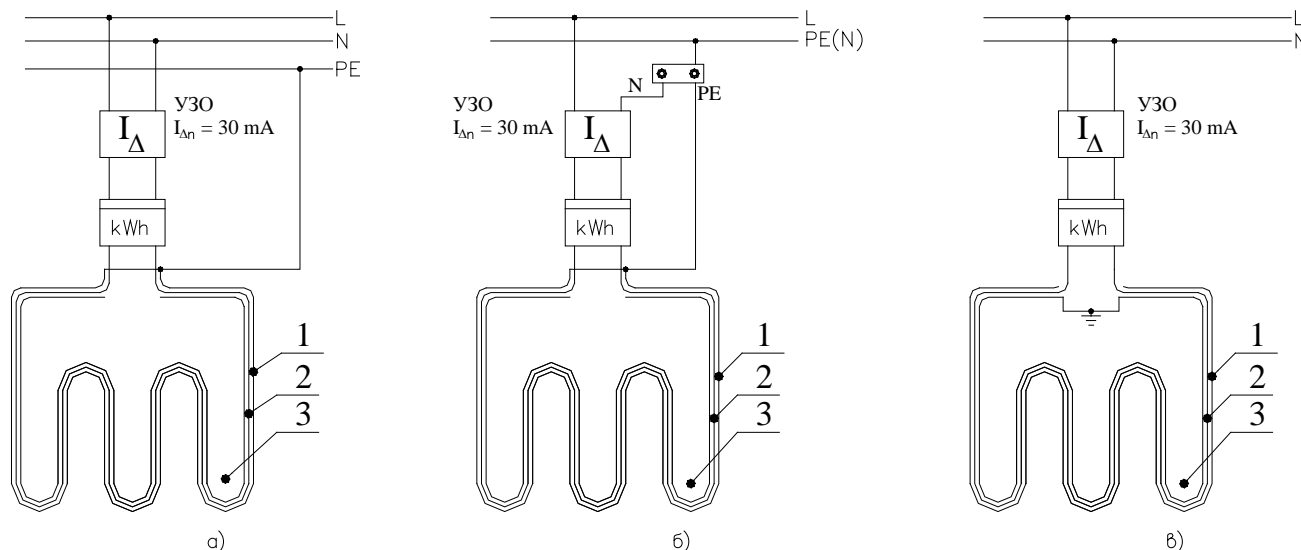 L
N
PE
УЗО
I∆n = 30 mA
I∆
kWh
1
2
3
а)
L
PE(N)
N
PE
УЗО
I∆n = 30 mA
I∆
kWh
1
2
3
б)
L
N
УЗО
I∆n = 30 mA
I∆
kWh
1
2
3
в)